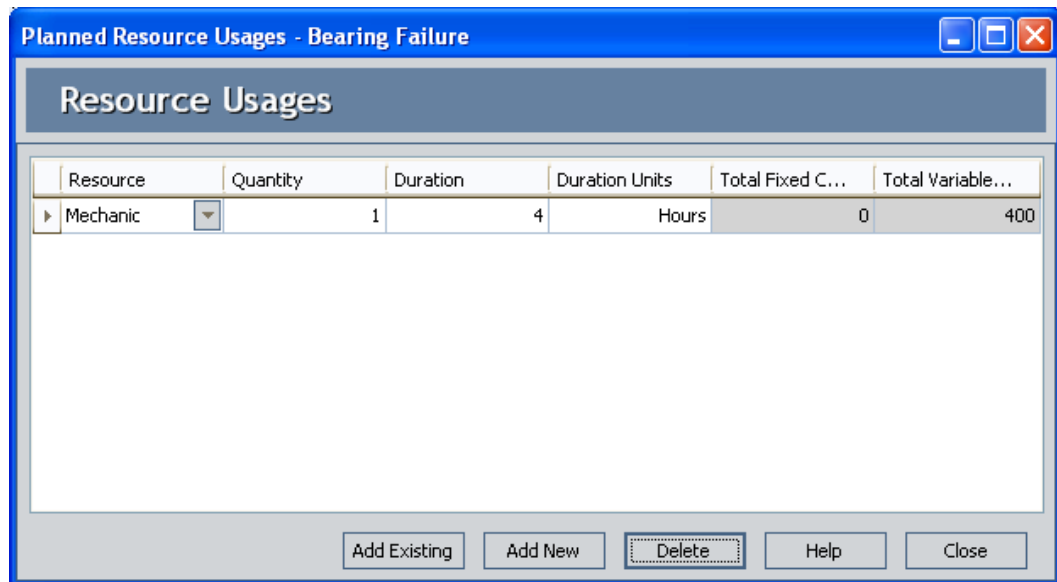 Planned Resource Usages - Bearing Failure
Resource Usages
Resource Quantity Duration Duration Units Total Fixed C... Total Variable...
Mechanic 1 4 Hours 0 400
Add Existing Add New Delete Help Close